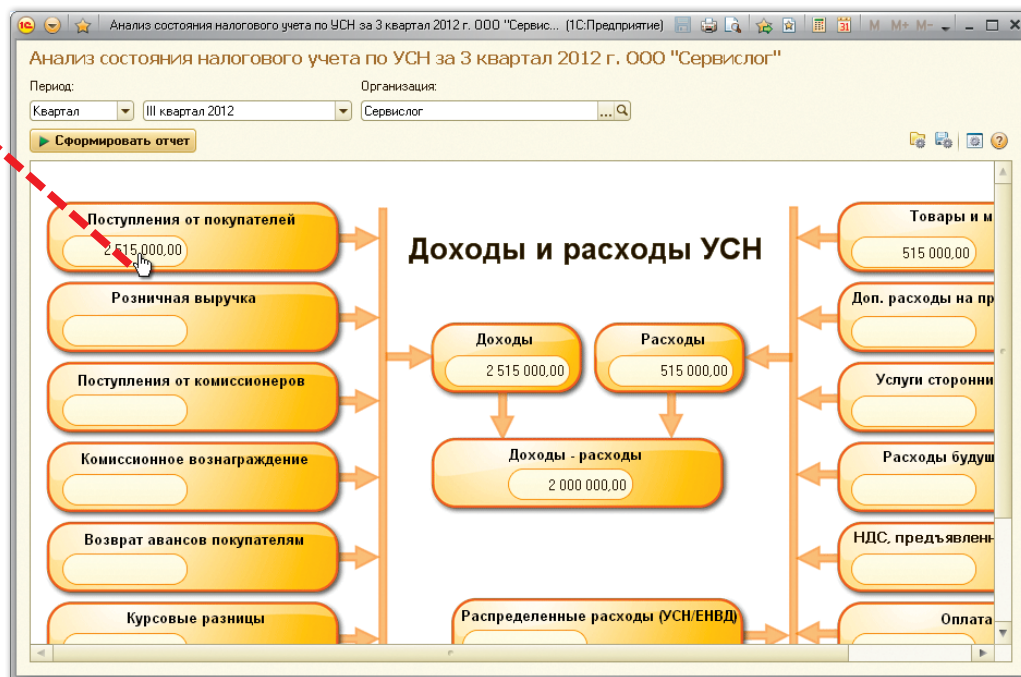 Анализ состояния налогового учета по УСН за 3 квартал 2012 г. ООО "Сервис... (1С:Предприятие)
M M+ M-
Анализ состояния налогового учета по УСН за 3 квартал 2012 г. ООО "Сервислог"
Период:
Организация:
Квартал
III квартал 2012
Сервислог
...
Сформировать отчет
Доходы и расходы УСН
Поступления от покупателей
2 515 000,00
Розничная выручка
Поступления от комиссионеров
Комиссионное вознаграждение
Возврат авансов покупателям
Курсовые разницы
Доходы
2 515 000,00
Расходы
515 000,00
Доходы - расходы
2 000 000,00
Распределенные расходы (УСН/ЕНВД)
Товары и м
515 000,00
Доп. расходы на пр
Услуги сторонни
Расходы будущ
НДС, предъявленн
Оплата